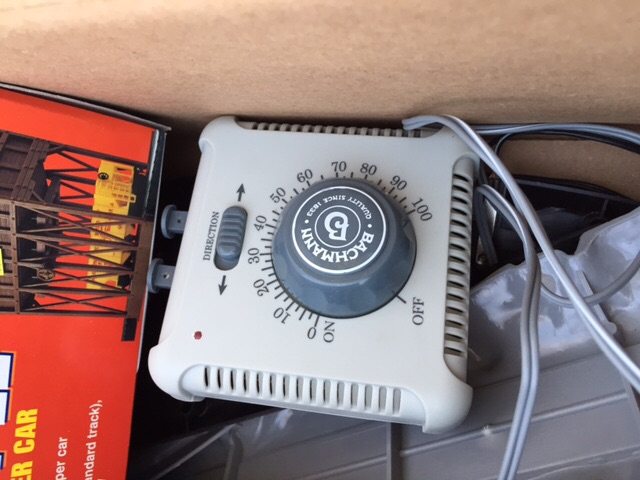 DIRECTION
0
10
20
30
40
50
60
70
80
90
100
ON
OFF
BACHMANN
QUALITY SINCE 1833
B
ER CAR
per car
andard track),